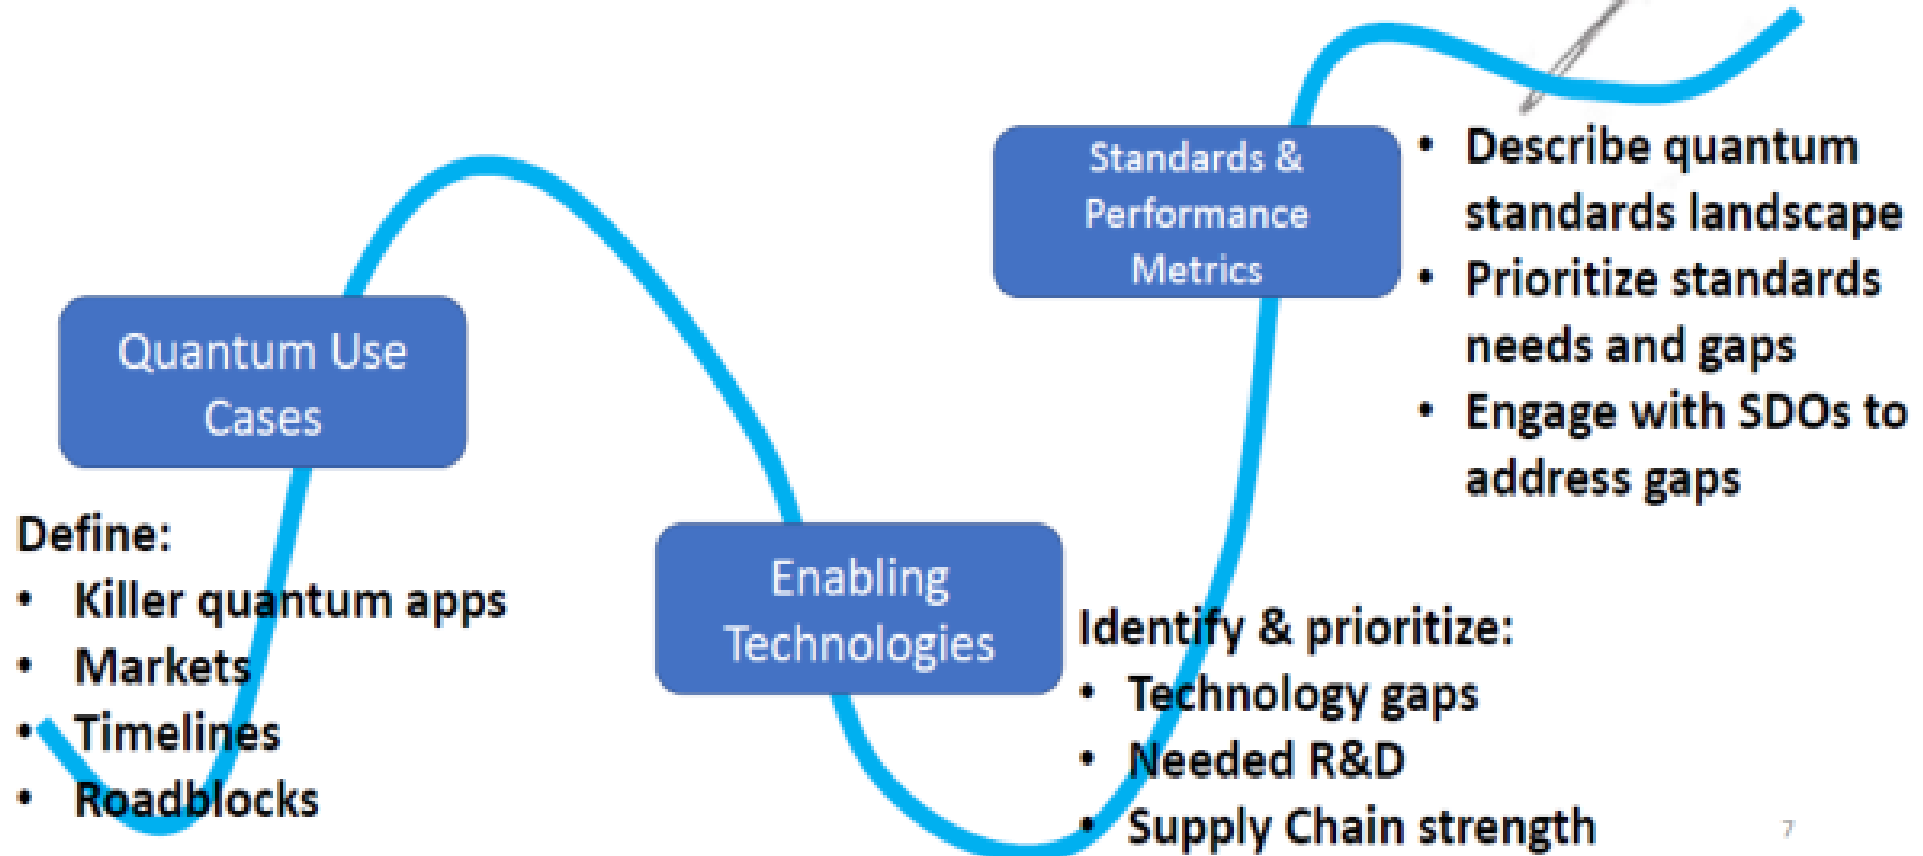 Quantum Use
Cases
Define:
• Killer quantum apps
• Markets
• Timelines
• Roadblocks
Enabling
Technologies
Identify & prioritize:
• Technology gaps
• Needed R&D
• Supply Chain strength
Standards &
Performance
Metrics
• Describe quantum
standards landscape
• Prioritize standards
needs and gaps
• Engage with SDOs to
address gaps
7